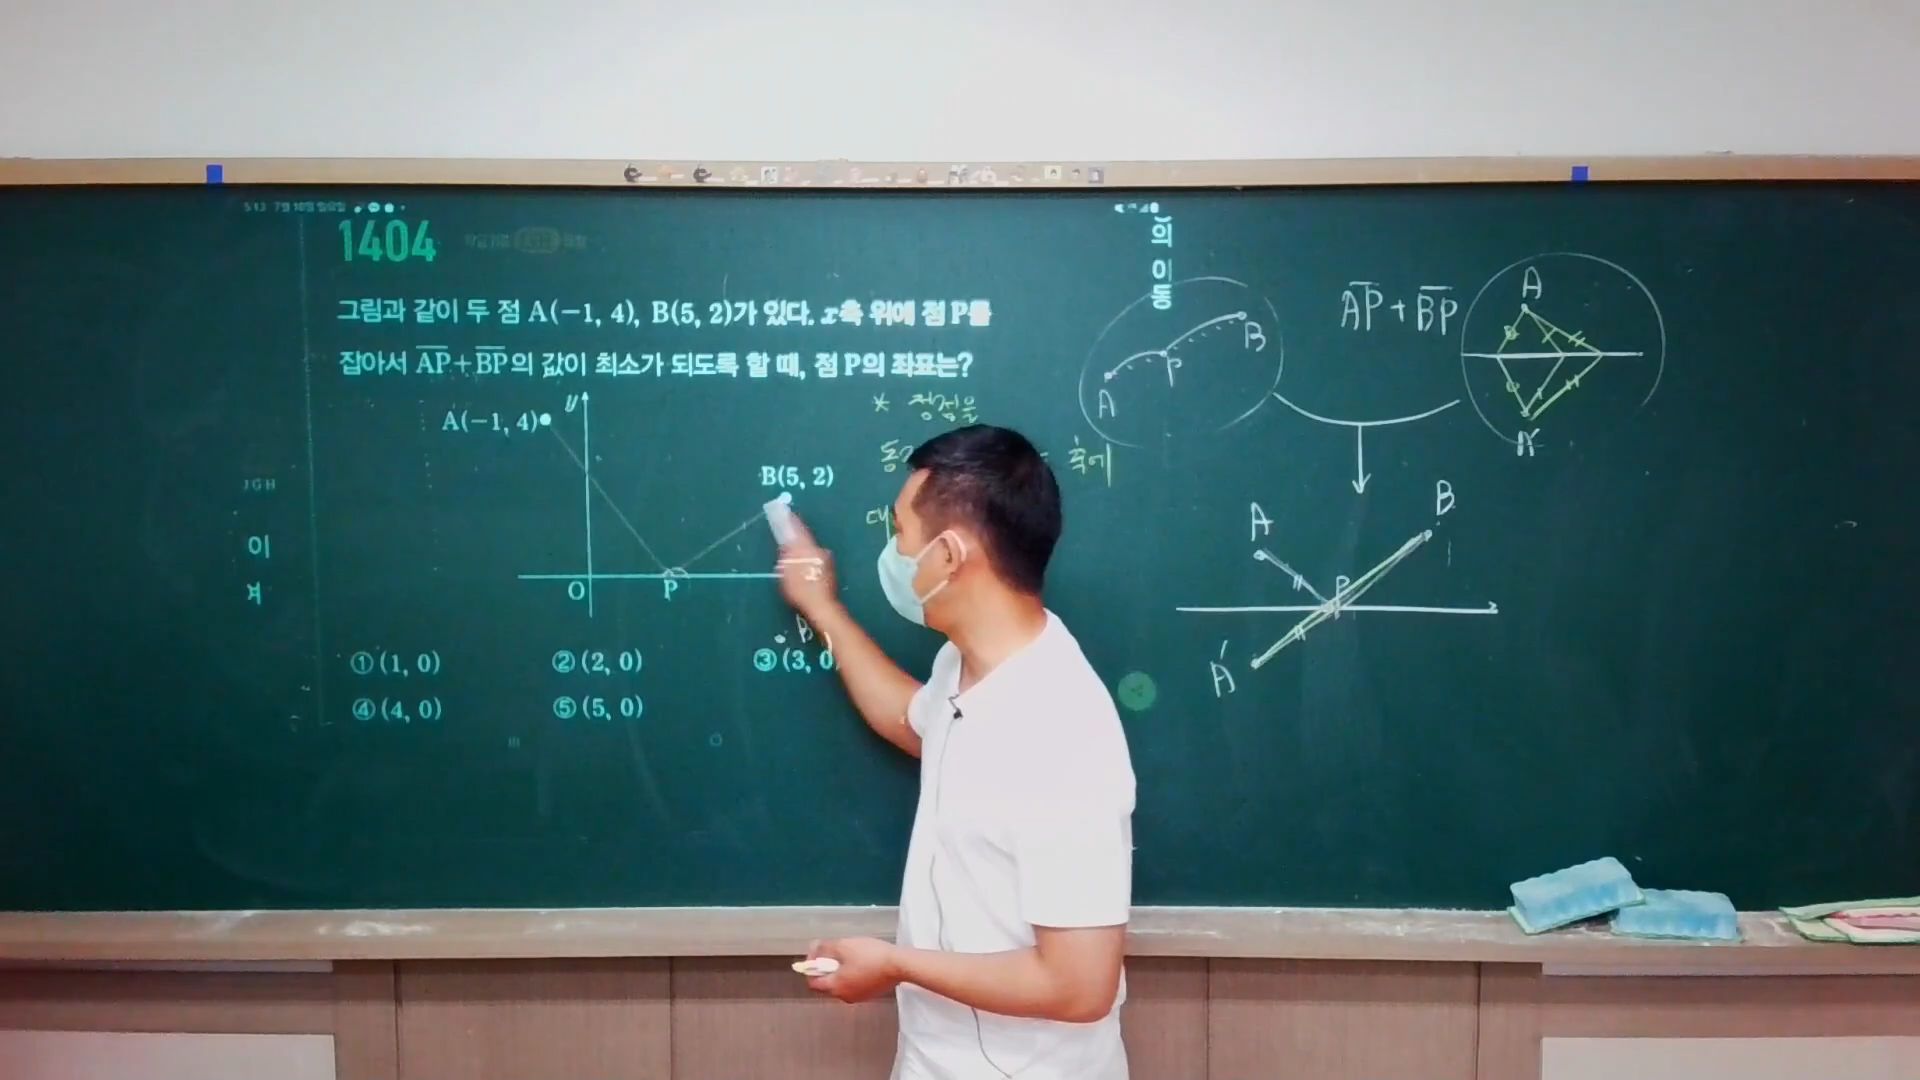 1404
그림과 같이 두 점 A(−1, 4), B(5, 2)가 있다. x축 위에 점 P를
잡아서 AP+BP의 값이 최소가 되도록 할 때, 점 P의 좌표는?
A(−1, 4)
y
B(5, 2)
O
P
x
B
① (1, 0)
② (2, 0)
③ (3, 0
④ (4, 0)
⑤ (5, 0)
JGH
이
* 정점을
축에
의 이동
A
P
B
AP + BP
A
A'
A
B
P
A'